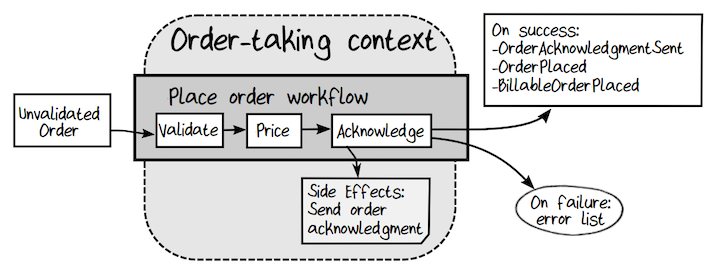 Order-taking context
Place order workflow
Unvalidated
Order
Validate
Price
Acknowledge
Side Effects:
Send order
acknowledgment
On success:
-OrderAcknowledgmentSent
-OrderPlaced
-BillableOrderPlaced
On failure:
error list